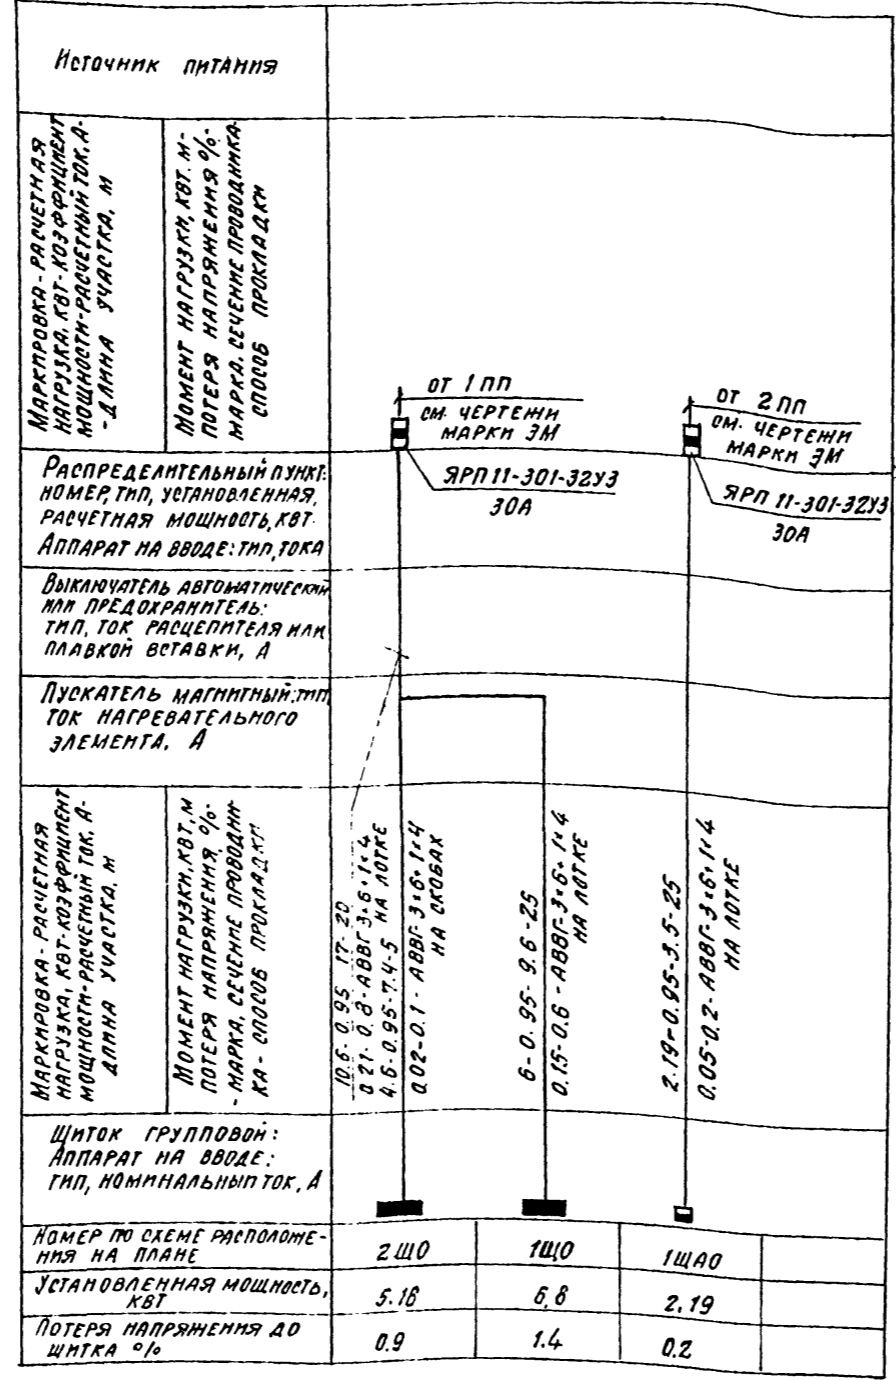 Источник питания
Маркировка-расчетная
нагрузка, квт-коэффициент
мощности-расчетный ток, А-
-длина участка, м
Момент нагрузки, квт. м-
потеря напряжения %-
марка, сечение проводника-
способ прокладки
от 1ПП
см. чертежи
марки ЭМ
от 2ПП
см. чертежи
марки ЭМ
Распределительный пункт:
номер, тип, установленная,
расчетная мощность, квт.
Аппарат на вводе: тип, тока
ЯРП11-301-32У3
30А
ЯРП 11-301-32У3
30А
Выключатель автоматический
или предохранитель:
тип, ток расцепителя или
плавкой вставки, А
Пускатель магнитный: тип,
ток нагревательного
элемента, А
Маркировка-расчетная
нагрузка, квт-коэффициент
мощности-расчетный ток, А-
длина участка, м
Момент нагрузки, квт, м
потеря напряжения %-
-марка, сечение проводни-
ка-способ прокладки
10.6-0.95 17-20
0.21-0.8-АВВГ-3×6+1×4
4.6-0.95-7.4-5 на лотке
0.02-0.1-АВВГ-3×6+1×4
на скобах
6-0.95-9.6-25
0.15-0.6-АВВГ-3×6+1×4
на лотке
2.19-0.95-3.5-25
0.05-0.2-АВВГ-3×6+1×4
на лотке
Щиток групповой:
Аппарат на вводе:
тип, номинальный ток, А
Номер по схеме расположе-
ния на плане
2ЩО
1ЩО
1ЩАО
Установленная мощность,
квт
5.16
6,8
2.19
Потеря напряжения до
щитка %
0.9
1.4
0.2